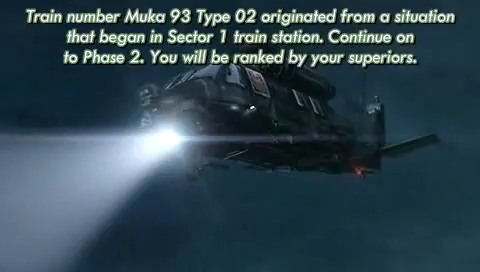 Train number Muka 93 Type 02 originated from a situation
that began in Sector 1 train station. Continue on
to Phase 2. You will be ranked by your superiors.